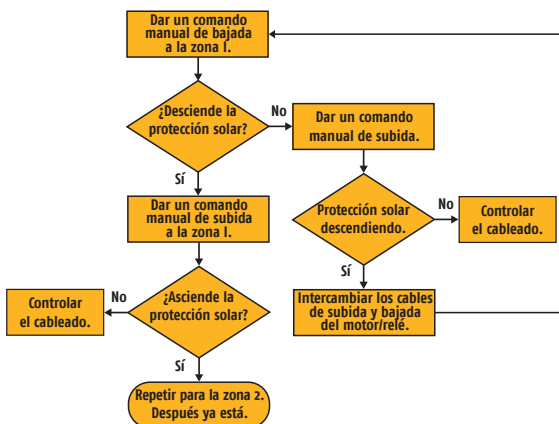 Dar un comando
manual de bajada
a la zona I.
¿Desciende la
protección solar?
No
Dar un comando
manual de subida.
Sí
Dar un comando
manual de subida
a la zona I.
Protección solar
descendiendo.
No
Controlar
el cableado.
Sí
Intercambiar los cables
de subida y bajada
del motor/relé.
¿Asciende la
protección solar?
No
Controlar
el cableado.
Sí
Repetir para la zona 2.
Después ya está.